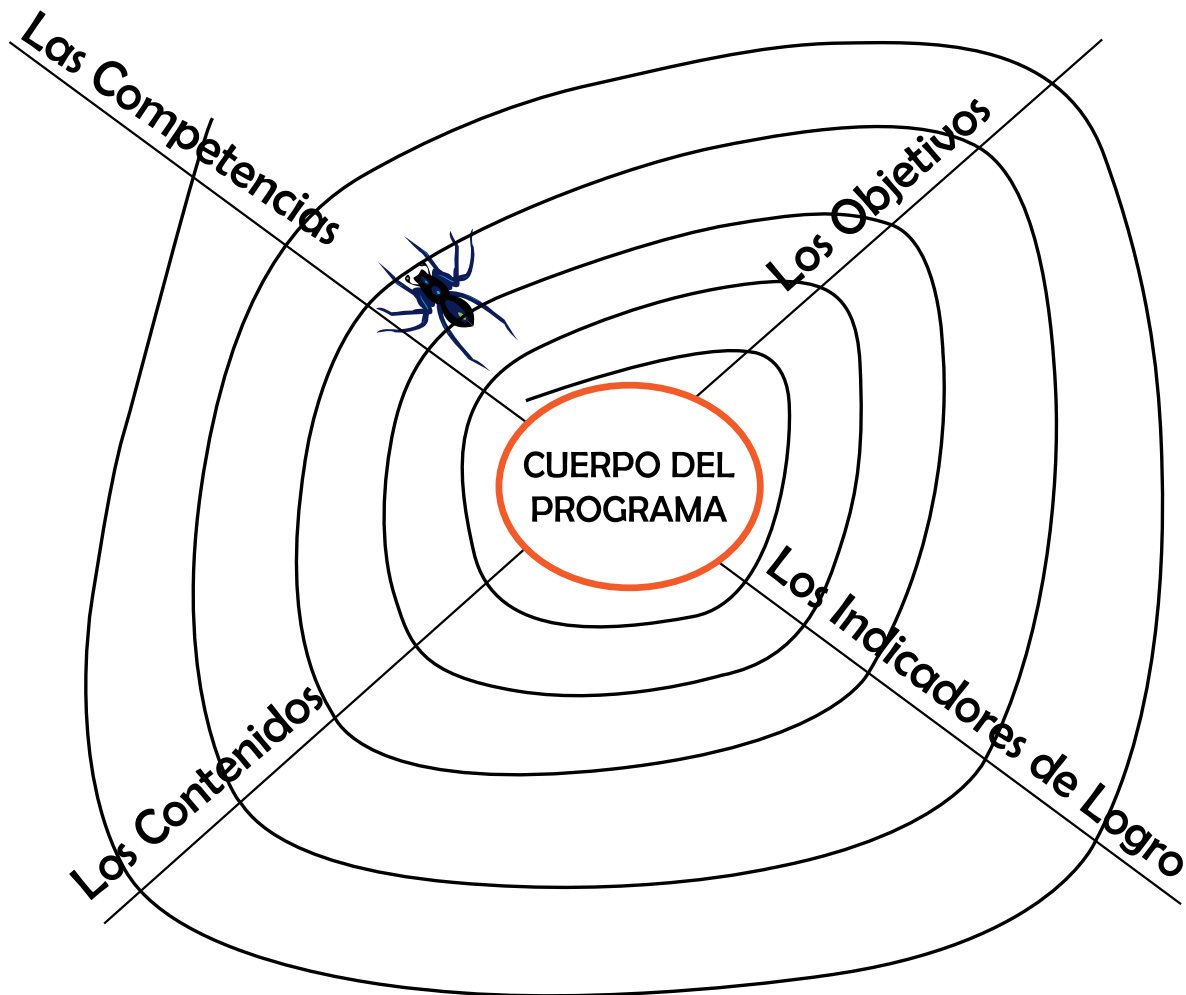 Las Competencias
Los Objetivos
CUERPO DEL
PROGRAMA
Los Indicadores de Logro
Los Contenidos